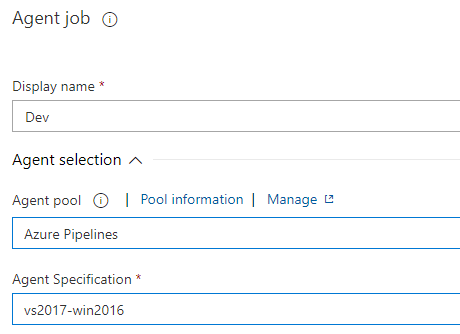 Agent job
Display name *
Dev
Agent selection
Agent pool | Pool information | Manage
Azure Pipelines
Agent Specification *
vs2017-win2016